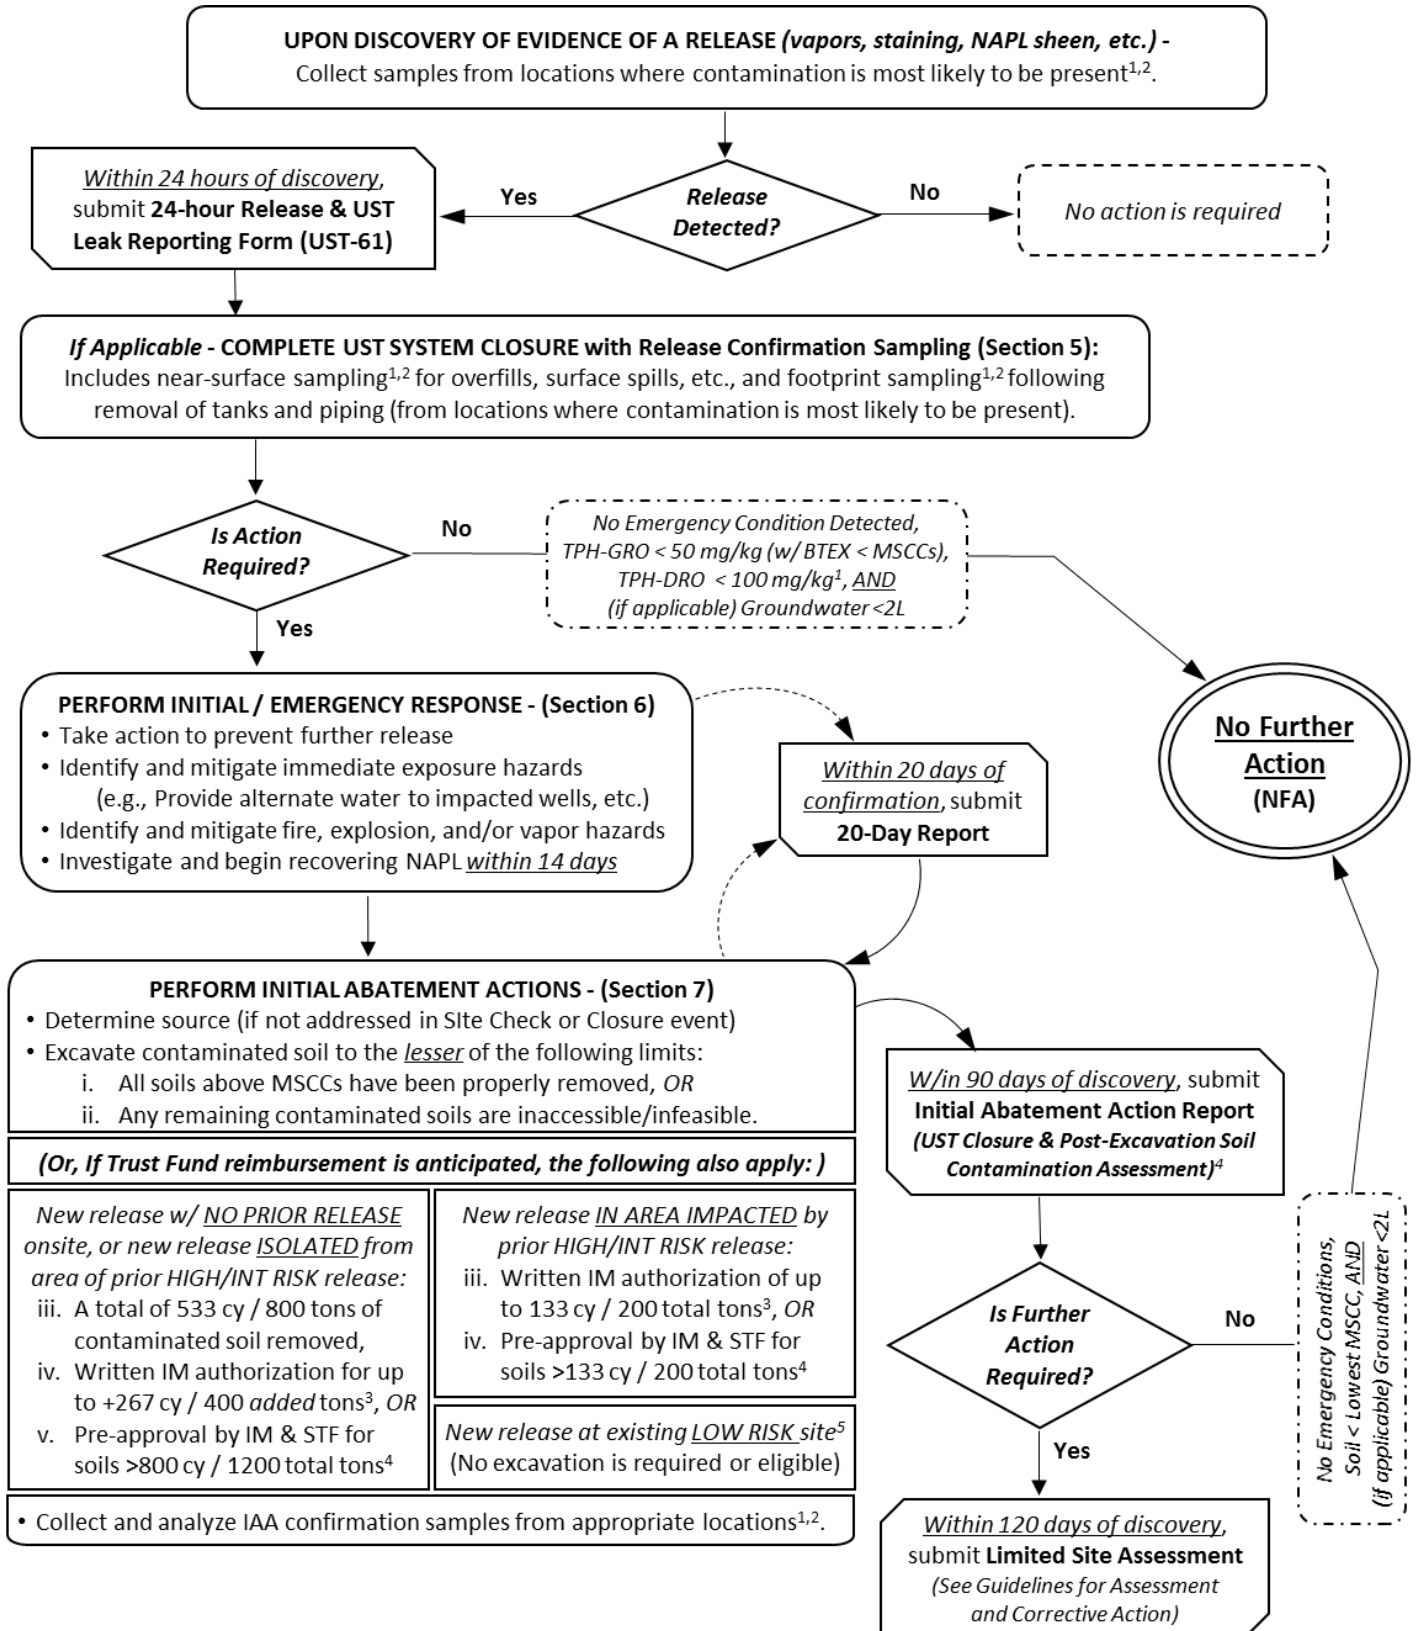 UPON DISCOVERY OF EVIDENCE OF A RELEASE (vapors, staining, NAPL sheen, etc.) -
Collect samples from locations where contamination is most likely to be present1,2.
Within 24 hours of discovery,
submit 24-hour Release & UST
Leak Reporting Form (UST-61)
Yes
Release
Detected?
No
No action is required
If Applicable - COMPLETE UST SYSTEM CLOSURE with Release Confirmation Sampling (Section 5):
Includes near-surface sampling1,2 for overfills, surface spills, etc., and footprint sampling1,2 following
removal of tanks and piping (from locations where contamination is most likely to be present).
Is Action
Required?
No
No Emergency Condition Detected,
TPH-GRO < 50 mg/kg (w/ BTEX < MSCCs),
TPH-DRO < 100 mg/kg1, AND
(if applicable) Groundwater <2L
Yes
PERFORM INITIAL / EMERGENCY RESPONSE - (Section 6)
• Take action to prevent further release
• Identify and mitigate immediate exposure hazards
(e.g., Provide alternate water to impacted wells, etc.)
• Identify and mitigate fire, explosion, and/or vapor hazards
• Investigate and begin recovering NAPL within 14 days
Within 20 days of
confirmation, submit
20-Day Report
No Further
Action
(NFA)
PERFORM INITIAL ABATEMENT ACTIONS - (Section 7)
• Determine source (if not addressed in SIte Check or Closure event)
• Excavate contaminated soil to the lesser of the following limits:
i. All soils above MSCCs have been properly removed, OR
ii. Any remaining contaminated soils are inaccessible/infeasible.
(Or, If Trust Fund reimbursement is anticipated, the following also apply: )
New release w/ NO PRIOR RELEASE
onsite, or new release ISOLATED from
area of prior HIGH/INT RISK release:
iii. A total of 533 cy / 800 tons of
contaminated soil removed,
iv. Written IM authorization for up
to +267 cy / 400 added tons3, OR
v. Pre-approval by IM & STF for
soils >800 cy / 1200 total tons4
New release IN AREA IMPACTED by
prior HIGH/INT RISK release:
iii. Written IM authorization of up
to 133 cy / 200 total tons3, OR
iv. Pre-approval by IM & STF for
soils >133 cy / 200 total tons4
New release at existing LOW RISK site5
(No excavation is required or eligible)
• Collect and analyze IAA confirmation samples from appropriate locations1,2.
W/in 90 days of discovery, submit
Initial Abatement Action Report
(UST Closure & Post-Excavation Soil
Contamination Assessment)4
Is Further
Action
Required?
No
No Emergency Conditions,
Soil < Lowest MSCC, AND
(if applicable) Groundwater <2L
Yes
Within 120 days of discovery,
submit Limited Site Assessment
(See Guidelines for Assessment
and Corrective Action)